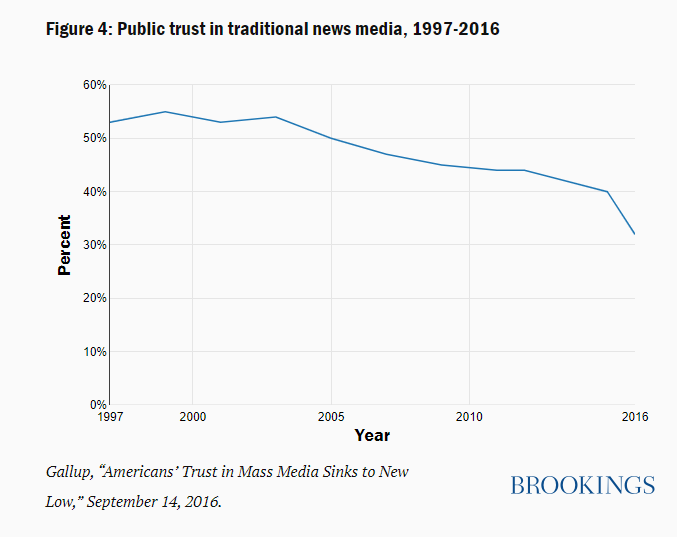 Figure 4: Public trust in traditional news media, 1997-2016
60%
50%
40%
30%
20%
10%
0%
Percent
1997 2000 2005 2010 2016
Year
Gallup, “Americans’ Trust in Mass Media Sinks to New
Low,” September 14, 2016.
BROOKINGS